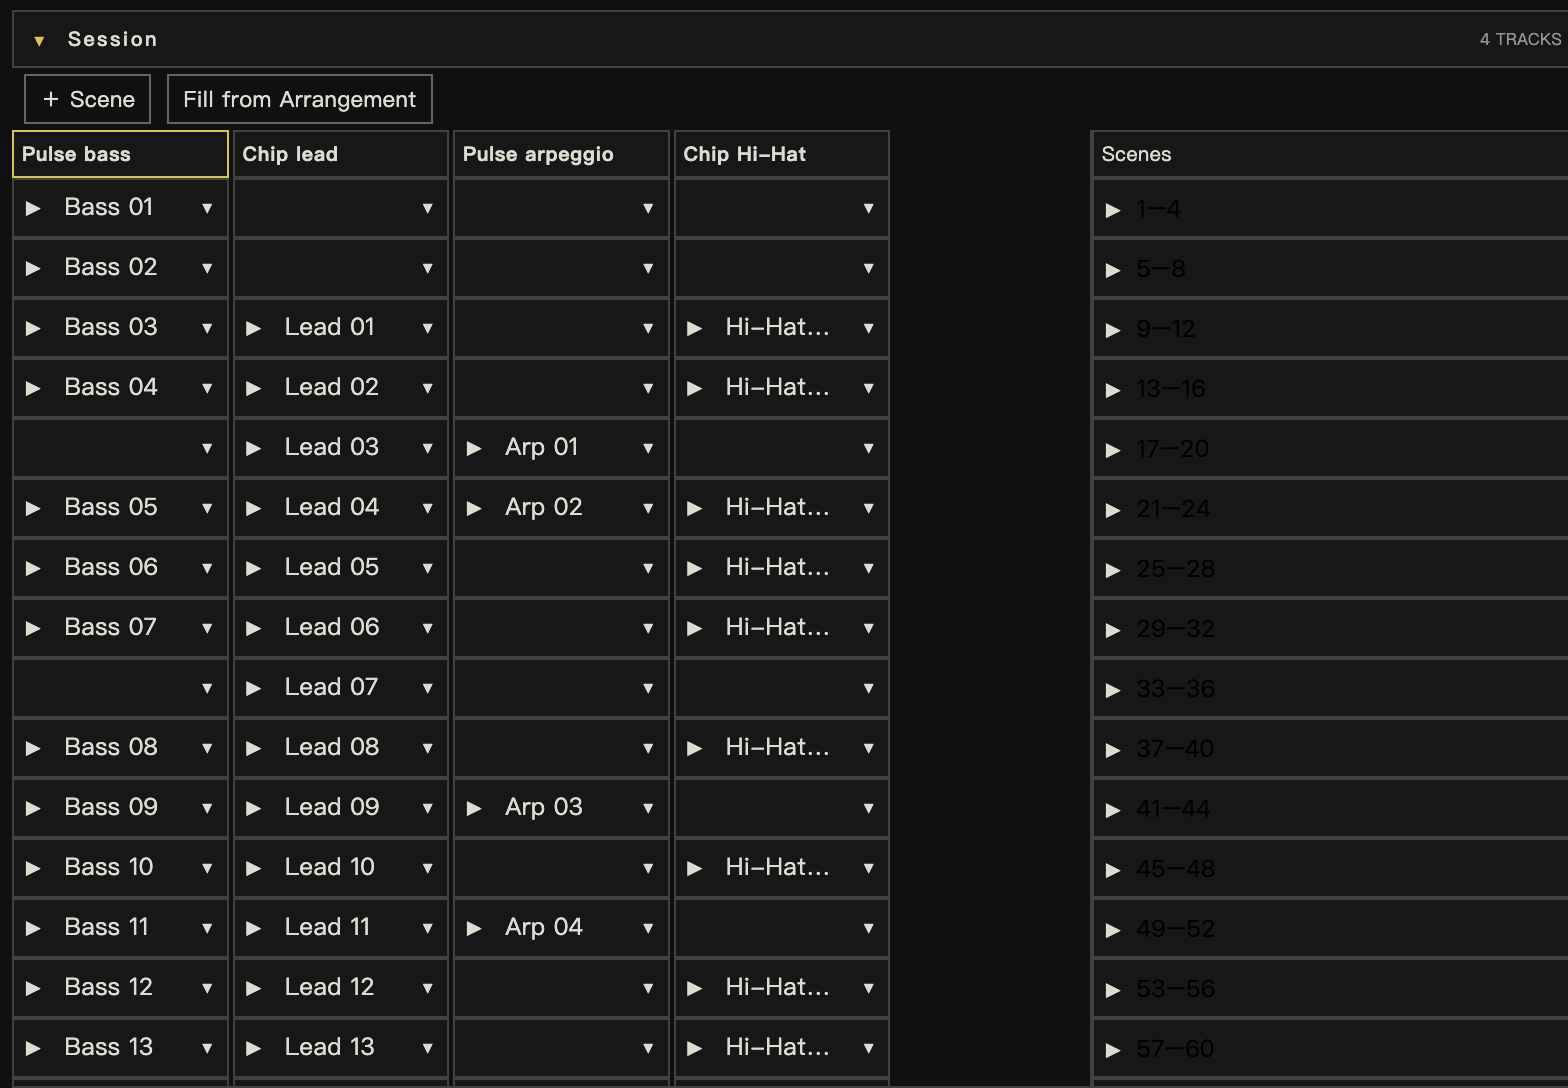 Session 4 TRACKS
+ Scene Fill from Arrangement
Pulse bass Chip lead Pulse arpeggio Chip Hi-Hat Scenes
Bass 01 1—4
Bass 02 5—8
Bass 03 Lead 01 Hi-Hat... 9—12
Bass 04 Lead 02 Hi-Hat... 13—16
Lead 03 Arp 01 17—20
Bass 05 Lead 04 Arp 02 Hi-Hat... 21—24
Bass 06 Lead 05 Hi-Hat... 25—28
Bass 07 Lead 06 Hi-Hat... 29—32
Lead 07 33—36
Bass 08 Lead 08 Hi-Hat... 37—40
Bass 09 Lead 09 Arp 03 41—44
Bass 10 Lead 10 Hi-Hat... 45—48
Bass 11 Lead 11 Arp 04 49—52
Bass 12 Lead 12 Hi-Hat... 53—56
Bass 13 Lead 13 Hi-Hat... 57—60